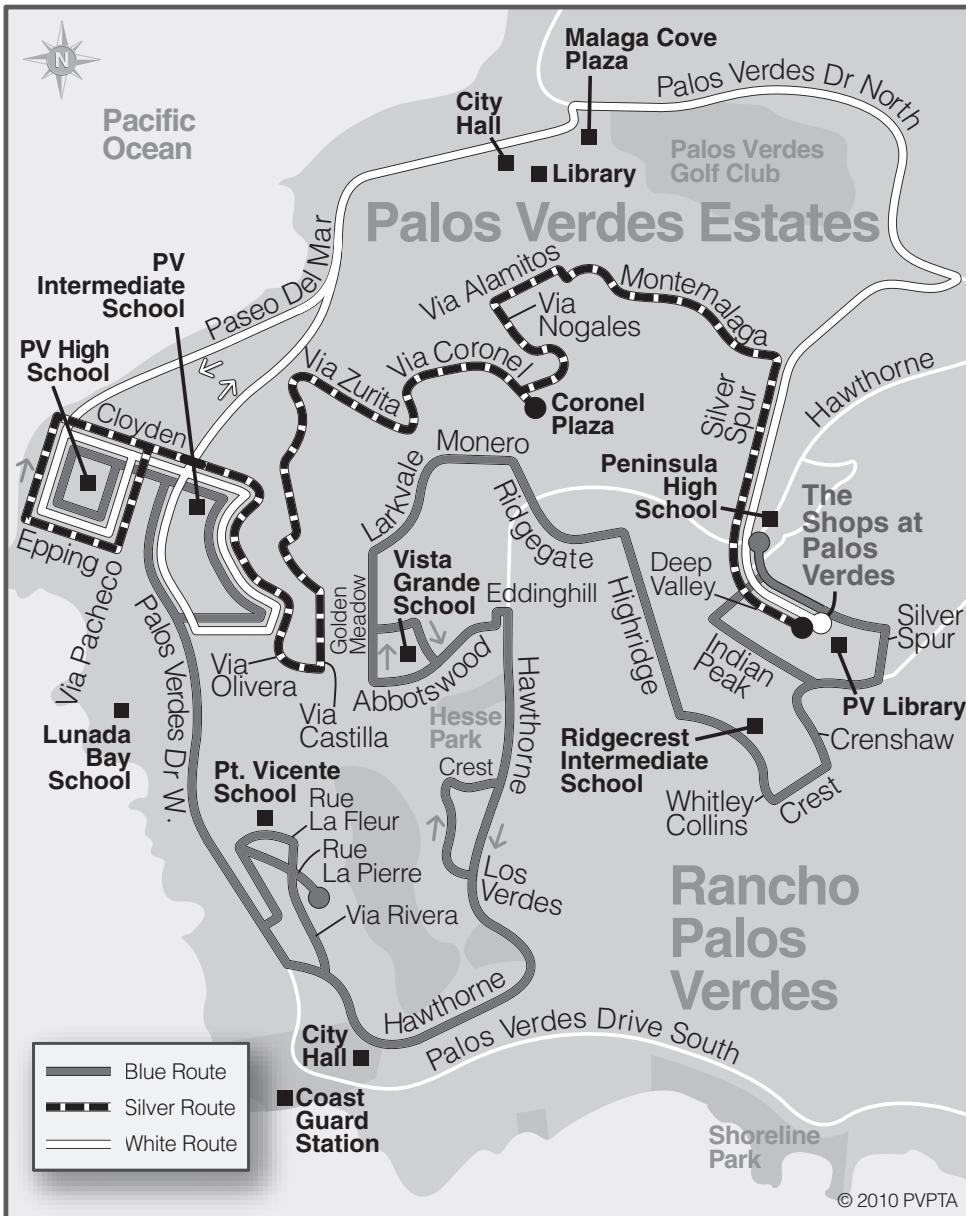 N
Pacific
Ocean
Malaga Cove
Plaza
Palos Verdes Dr North
City
Hall
Library
Palos Verdes
Golf Club
Palos Verdes Estates
Paseo Del Mar
PV
Intermediate
School
PV High
School
Via Alamitos
Montemalaga
Via
Nogales
Via Coronel
Via Zurita
Coronel
Plaza
Silver
Spur
Hawthorne
Cloyden
Epping
Via Pacheco
Monero
Larkvale
Ridgegate
Peninsula
High
School
The
Shops at
Palos
Verdes
Vista
Grande
School
Eddinghill
Deep
Valley
Golden
Meadow
Highridge
Silver
Spur
Indian
Peak
Palos Verdes Dr W.
Via
Olivera
Via
Castilla
Abbotswood
Hawthorne
PV Library
Hesse
Park
Lunada
Bay
School
Crenshaw
Ridgecrest
Intermediate
School
Crest
Crest
Whitley
Collins
Pt. Vicente
School
Rue
La Fleur
Rue
La Pierre
Via Rivera
Los
Verdes
Rancho
Palos
Verdes
Hawthorne
City
Hall
Palos Verdes Drive South
Coast
Guard
Station
Shoreline
Park
Blue Route
Silver Route
White Route
© 2010 PVPTA